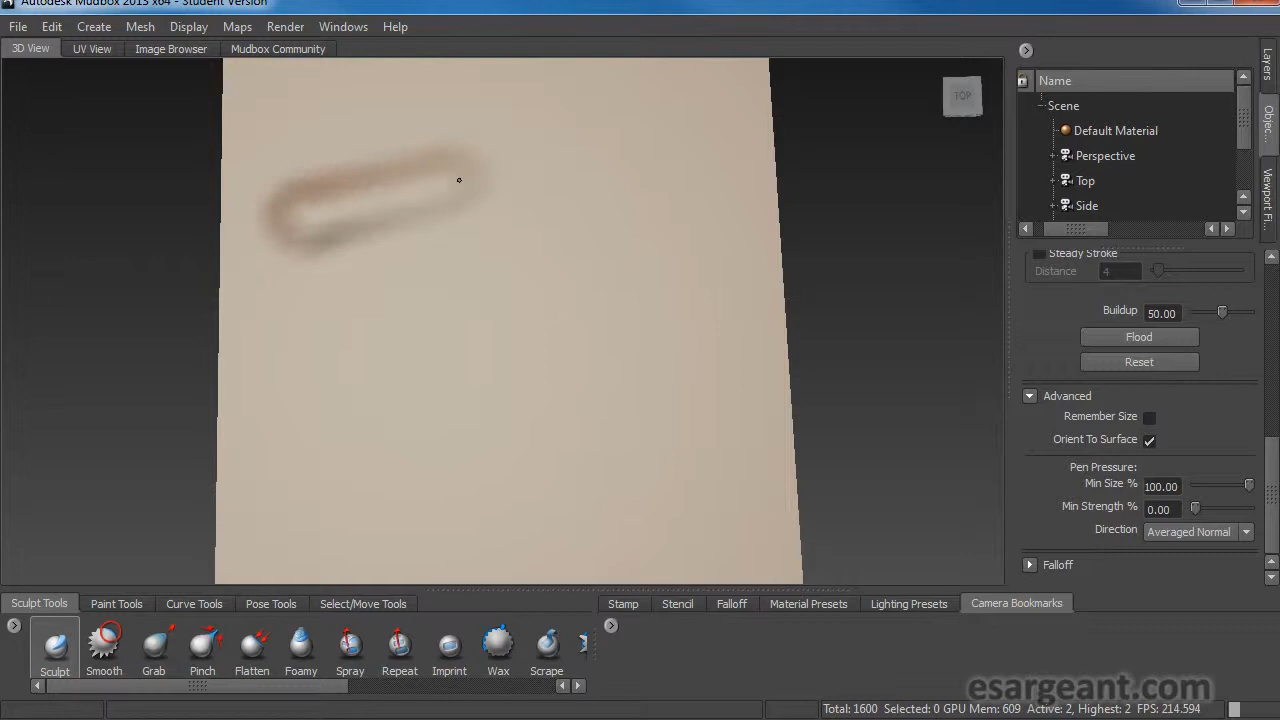 Autodesk Mudbox 2013 x64 - Student Version
File Edit Create Mesh Display Maps Render Windows Help
3D View UV View Image Browser Mudbox Community
TOP
Name
Scene
Default Material
Perspective
Top
Side
Layers
Objec...
Viewport Fi...
Steady Stroke
Distance 4
Buildup 50.00
Flood
Reset
Advanced
Remember Size
Orient To Surface
Pen Pressure:
Min Size % 100.00
Min Strength % 0.00
Direction Averaged Normal
Falloff
Sculpt Tools Paint Tools Curve Tools Pose Tools Select/Move Tools
Stamp Stencil Falloff Material Presets Lighting Presets Camera Bookmarks
Sculpt Smooth Grab Pinch Flatten Foamy Spray Repeat Imprint Wax Scrape
esargeant.com
Total: 1600 Selected: 0 GPU Mem: 609 Active: 2, Highest: 2 FPS: 214.594